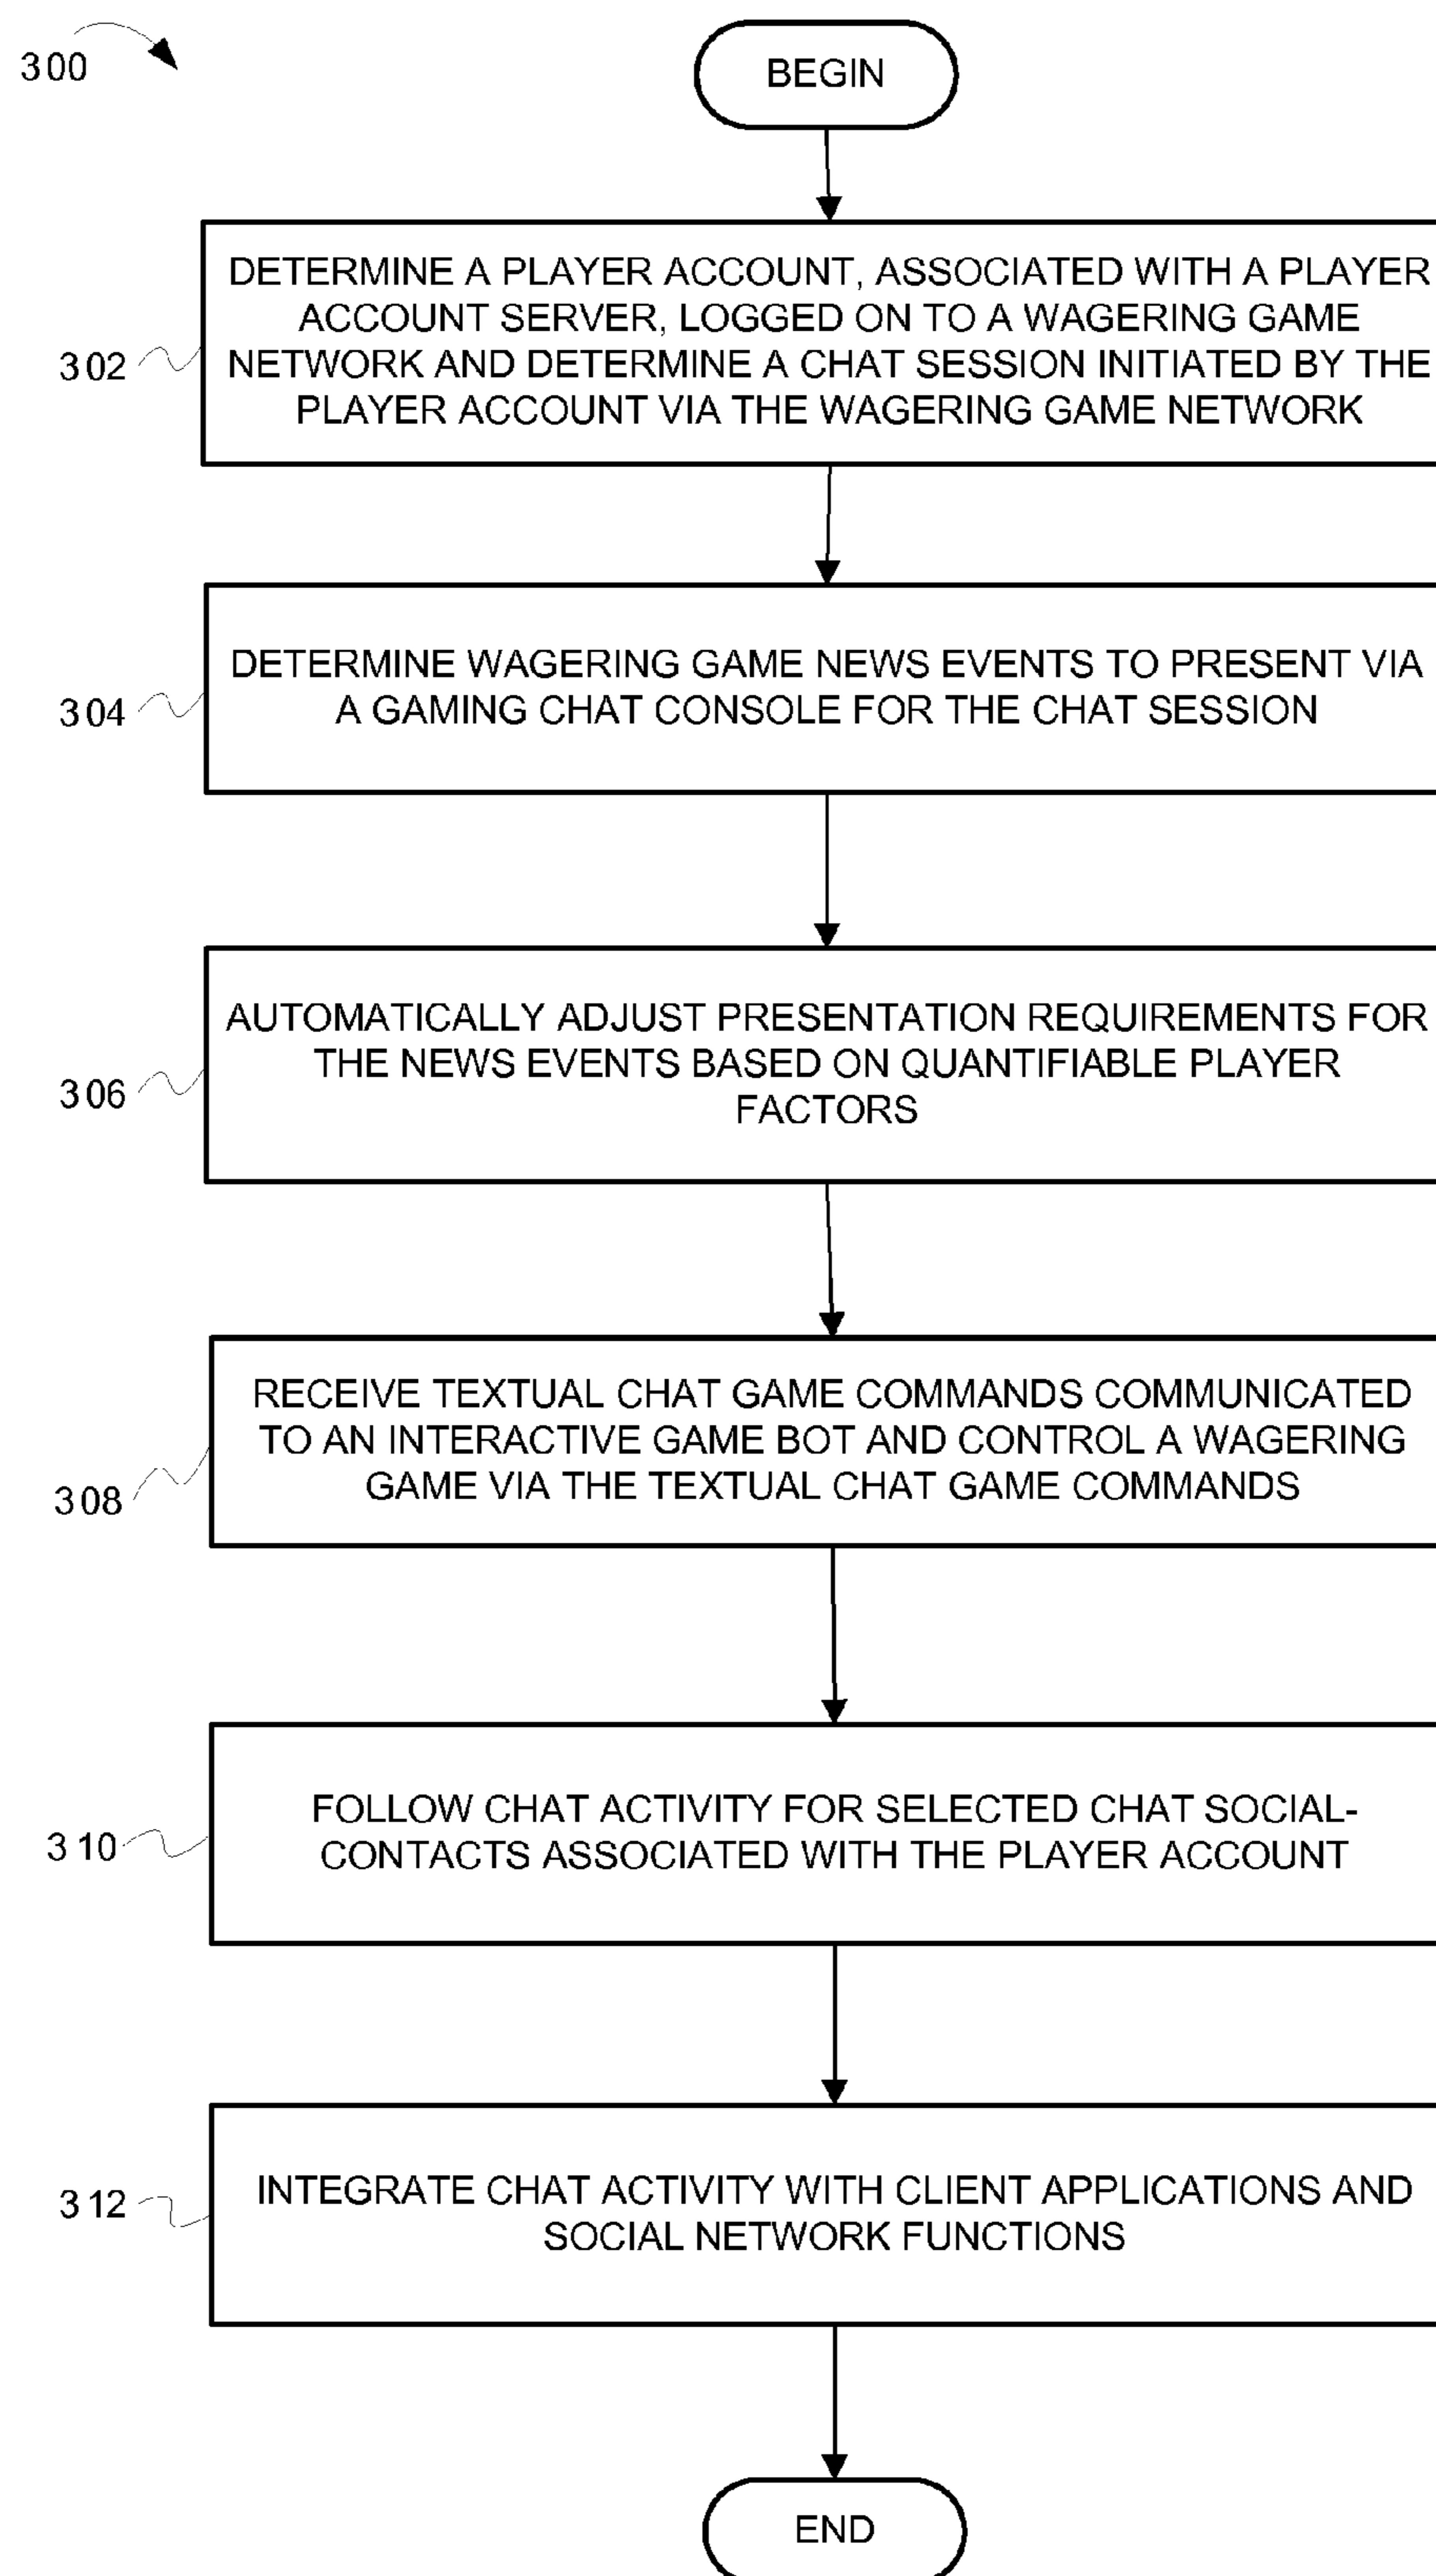 300
BEGIN
DETERMINE A PLAYER ACCOUNT, ASSOCIATED WITH A PLAYER
ACCOUNT SERVER, LOGGED ON TO A WAGERING GAME
NETWORK AND DETERMINE A CHAT SESSION INITIATED BY THE
PLAYER ACCOUNT VIA THE WAGERING GAME NETWORK
302
DETERMINE WAGERING GAME NEWS EVENTS TO PRESENT VIA
A GAMING CHAT CONSOLE FOR THE CHAT SESSION
304
AUTOMATICALLY ADJUST PRESENTATION REQUIREMENTS FOR
THE NEWS EVENTS BASED ON QUANTIFIABLE PLAYER
FACTORS
306
RECEIVE TEXTUAL CHAT GAME COMMANDS COMMUNICATED
TO AN INTERACTIVE GAME BOT AND CONTROL A WAGERING
GAME VIA THE TEXTUAL CHAT GAME COMMANDS
308
FOLLOW CHAT ACTIVITY FOR SELECTED CHAT SOCIAL-
CONTACTS ASSOCIATED WITH THE PLAYER ACCOUNT
310
INTEGRATE CHAT ACTIVITY WITH CLIENT APPLICATIONS AND
SOCIAL NETWORK FUNCTIONS
312
END